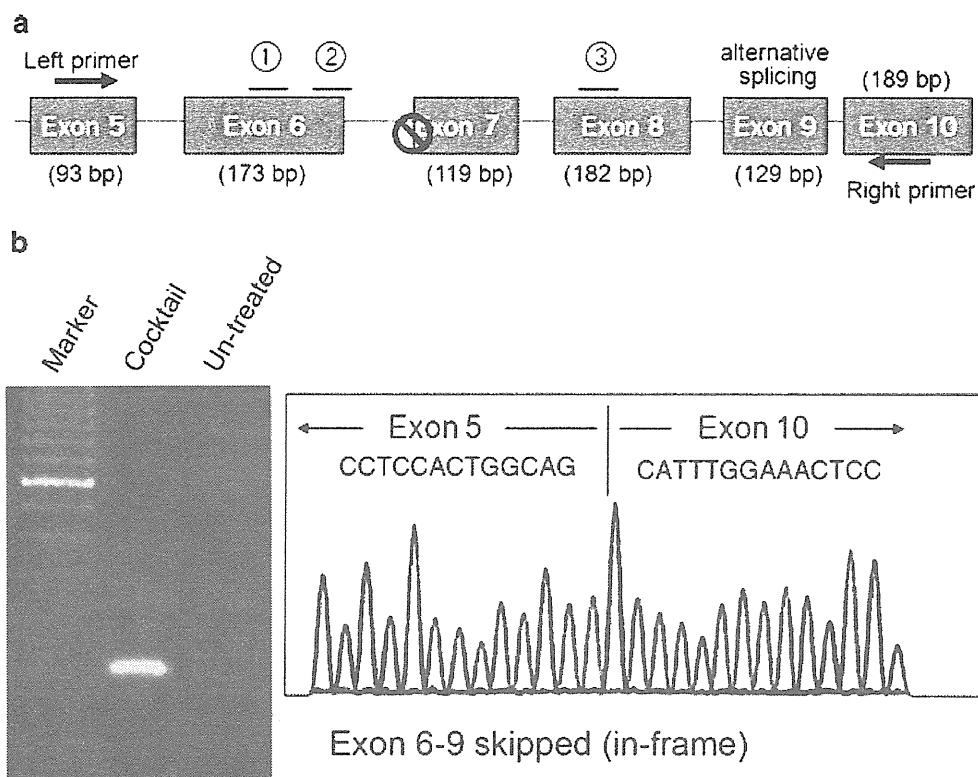 a
Left primer
① ② ③
alternative
splicing
(189 bp)
Exon 5 Exon 6 Exon 7 Exon 8 Exon 9 Exon 10
(93 bp) (173 bp) (119 bp) (182 bp) (129 bp)
Right primer
b
Marker
Cocktail
Un-treated
Exon 5 Exon 10
CCTCCACTGGCAG CATTTGGAAACTCC
Exon 6-9 skipped (in-frame)